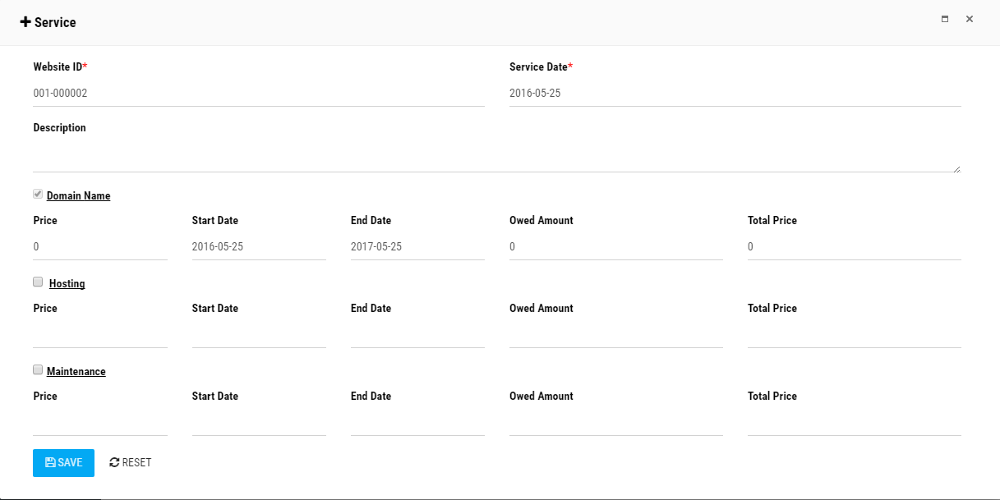 Service
Website ID* Service Date*
001-000002 2016-05-25
Description
Domain Name
Price Start Date End Date Owed Amount Total Price
0 2016-05-25 2017-05-25 0 0
Hosting
Price Start Date End Date Owed Amount Total Price
Maintenance
Price Start Date End Date Owed Amount Total Price
SAVE RESET